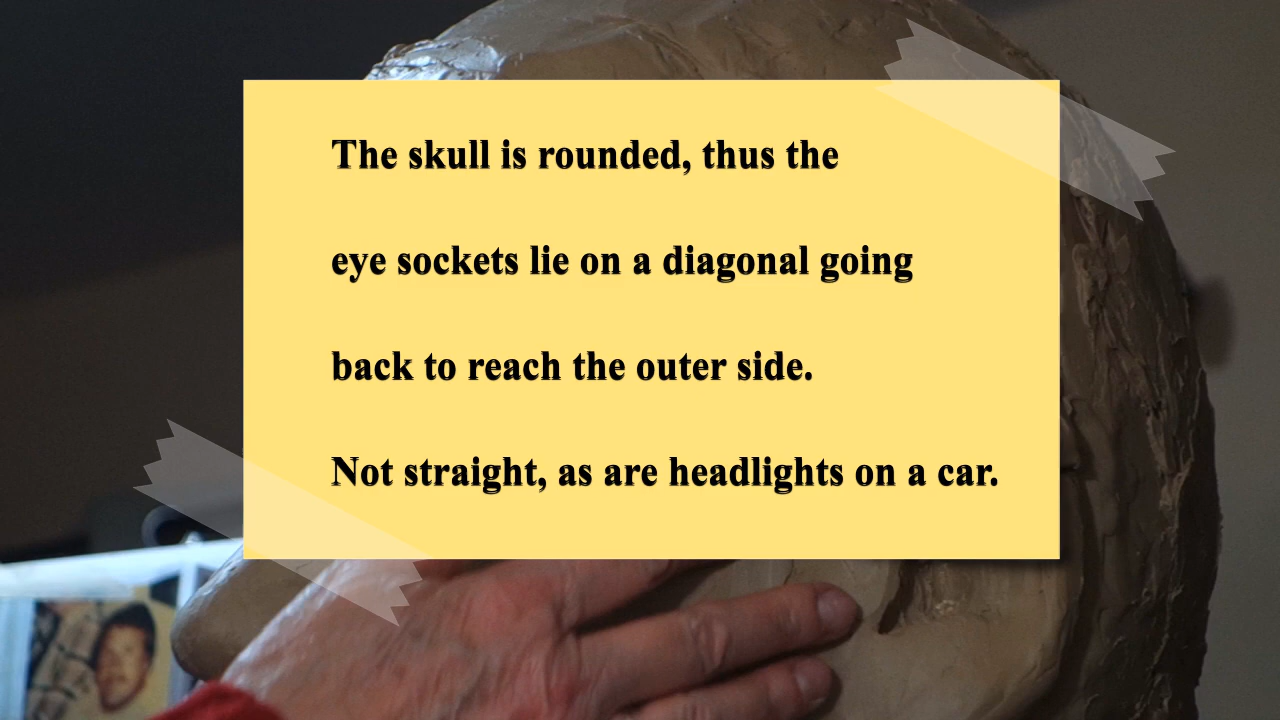 The skull is rounded, thus the
eye sockets lie on a diagonal going
back to reach the outer side.
Not straight, as are headlights on a car.